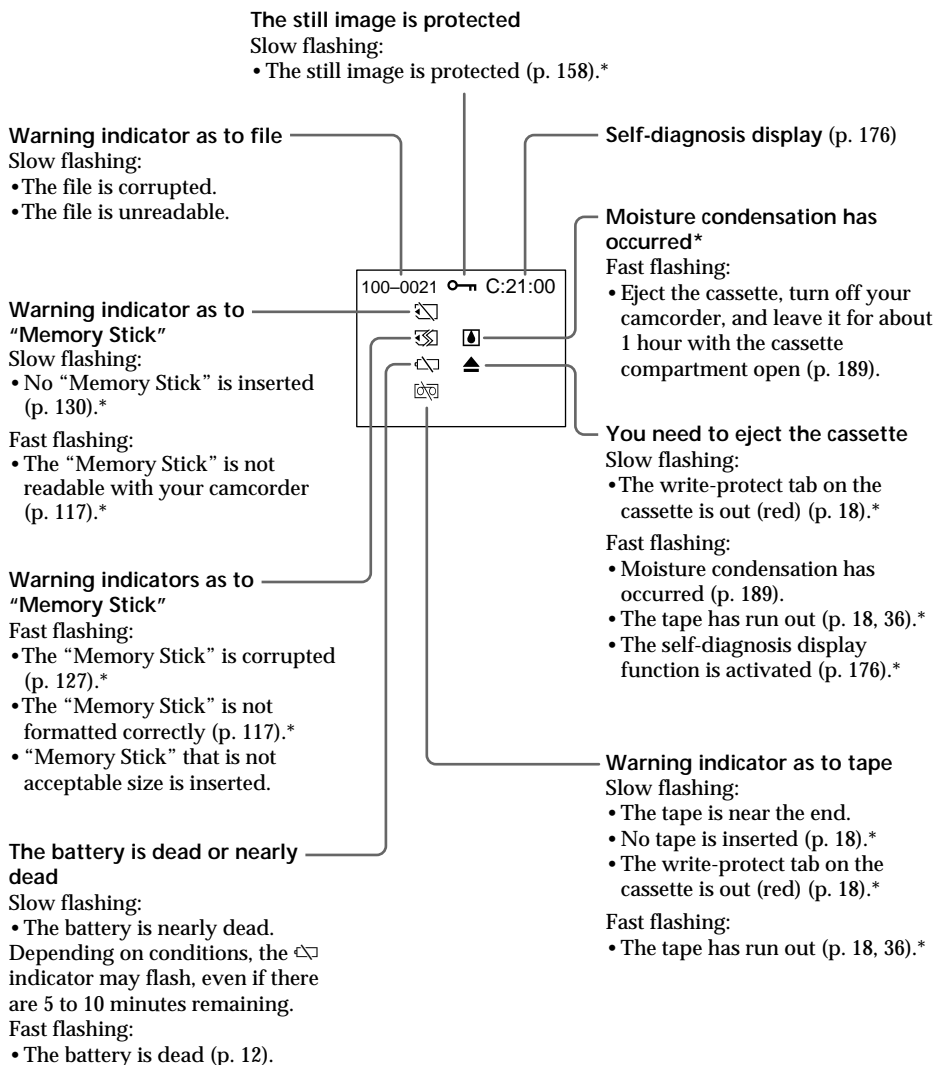 The still image is protected
Slow flashing:
• The still image is protected (p. 158).*
Warning indicator as to file
Slow flashing:
•The file is corrupted.
•The file is unreadable.
Warning indicator as to
“Memory Stick”
Slow flashing:
• No “Memory Stick” is inserted
(p. 130).*
Fast flashing:
•The “Memory Stick” is not
readable with your camcorder
(p. 117).*
Warning indicators as to
“Memory Stick”
Fast flashing:
•The “Memory Stick” is corrupted
(p. 127).*
•The “Memory Stick” is not
formatted correctly (p. 117).*
• “Memory Stick” that is not
acceptable size is inserted.
The battery is dead or nearly
dead
Slow flashing:
• The battery is nearly dead.
Depending on conditions, the
indicator may flash, even if there
are 5 to 10 minutes remaining.
Fast flashing:
• The battery is dead (p. 12).
100–0021 C:21:00
Self-diagnosis display (p. 176)
Moisture condensation has
occurred*
Fast flashing:
• Eject the cassette, turn off your
camcorder, and leave it for about
1 hour with the cassette
compartment open (p. 189).
You need to eject the cassette
Slow flashing:
•The write-protect tab on the
cassette is out (red) (p. 18).*
Fast flashing:
• Moisture condensation has
occurred (p. 189).
• The tape has run out (p. 18, 36).*
• The self-diagnosis display
function is activated (p. 176).*
Warning indicator as to tape
Slow flashing:
• The tape is near the end.
• No tape is inserted (p. 18).*
• The write-protect tab on the
cassette is out (red) (p. 18).*
Fast flashing:
• The tape has run out (p. 18, 36).*